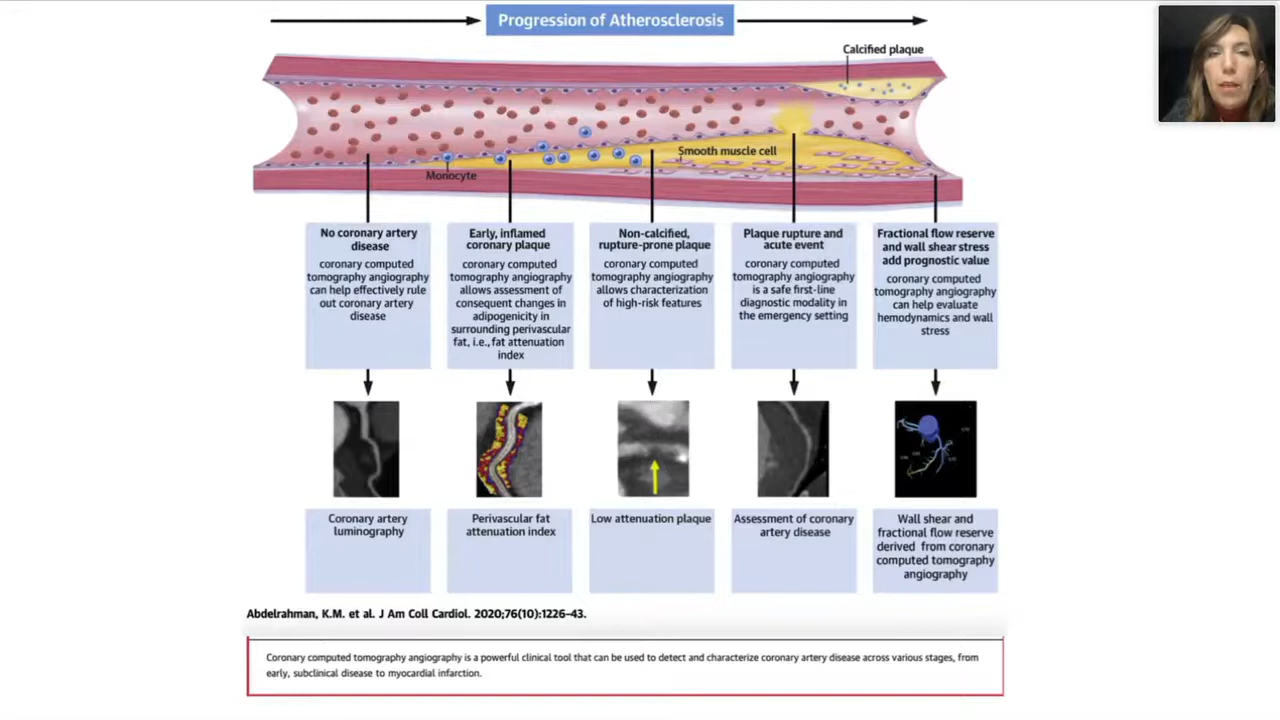 Progression of Atherosclerosis
Calcified plaque
Smooth muscle cell
Monocyte
No coronary artery
disease
coronary computed
tomography angiography
can help effectively rule
out coronary artery
disease
Early, inflamed
coronary plaque
coronary computed
tomography angiography
allows assessment of
consequent changes in
adipogenicity in
surrounding perivascular
fat, i.e., fat attenuation
index
Non-calcified,
rupture-prone plaque
coronary computed
tomography angiography
allows characterization
of high-risk features
Plaque rupture and
acute event
coronary computed
tomography angiography
is a safe first-line
diagnostic modality in
the emergency setting
Fractional flow reserve
and wall shear stress
add prognostic value
coronary computed
tomography angiography
can help evaluate
hemodynamics and wall
stress
Coronary artery
luminography
Perivascular fat
attenuation index
Low attenuation plaque
Assessment of coronary
artery disease
Wall shear and
fractional flow reserve
derived from coronary
computed tomography
angiography
Abdelrahman, K.M. et al. J Am Coll Cardiol. 2020;76(10):1226-43.
Coronary computed tomography angiography is a powerful clinical tool that can be used to detect and characterize coronary artery disease across various stages, from
early, subclinical disease to myocardial infarction.